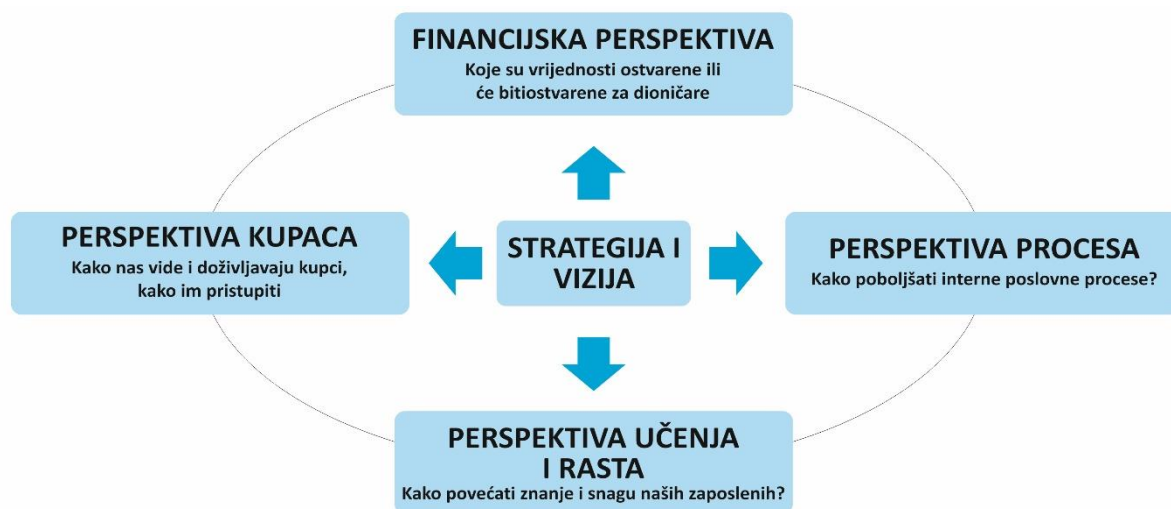 FINANCIJSKA PERSPEKTIVA
Koje su vrijednosti ostvarene ili
će bitiostvarene za dioničare
PERSPEKTIVA KUPACA
Kako nas vide i doživljavaju kupci,
kako im pristupiti
STRATEGIJA I
VIZIJA
PERSPEKTIVA PROCESA
Kako poboljšati interne poslovne procese?
PERSPEKTIVA UČENJA
I RASTA
Kako povećati znanje i snagu naših zaposlenih?